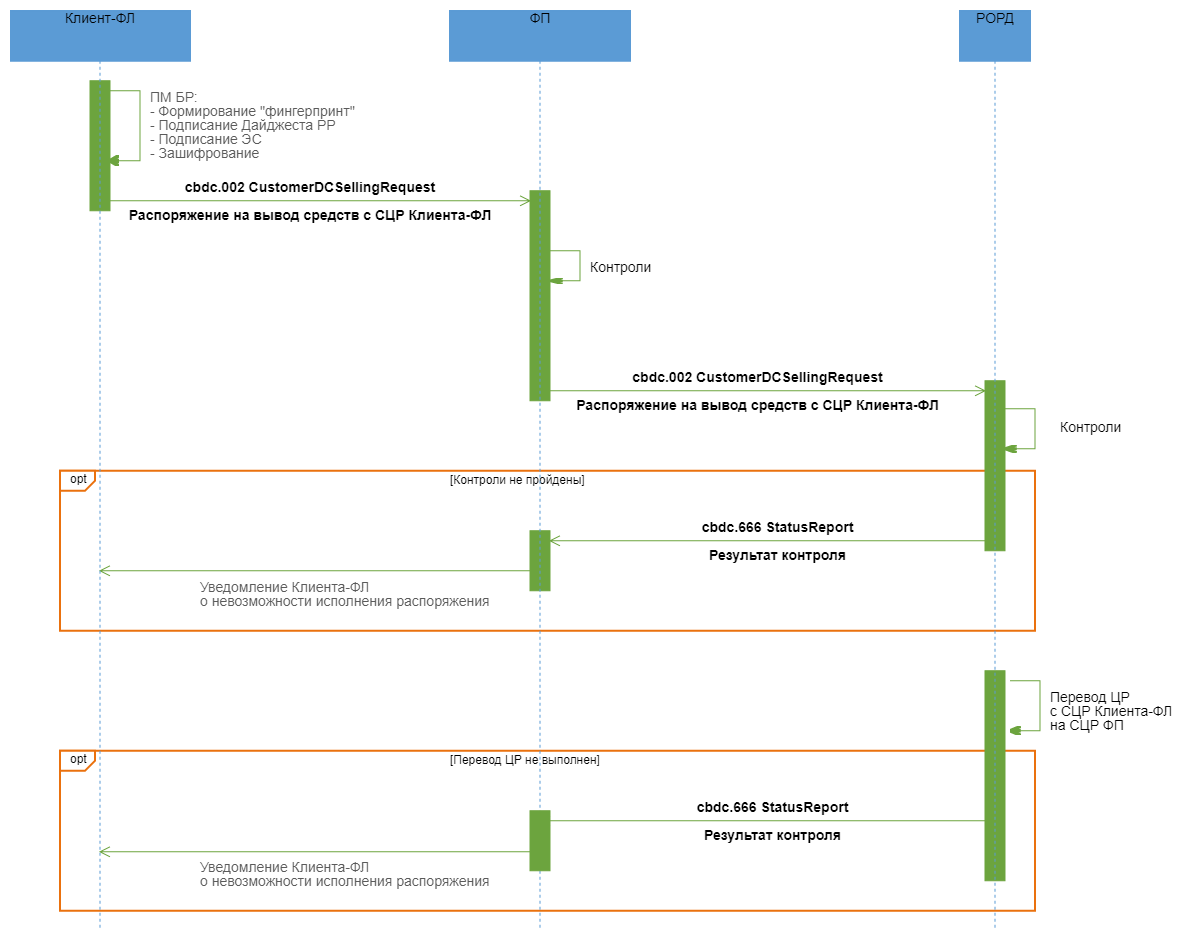 Клиент-ФЛ
ФП
РОРД
ПМ БР:
- Формирование "фингерпринт"
- Подписание Дайджеста РР
- Подписание ЭС
- Зашифрование
cbdc.002 CustomerDCSellingRequest
Распоряжение на вывод средств с СЦР Клиента-ФЛ
Контроли
cbdc.002 CustomerDCSellingRequest
Распоряжение на вывод средств с СЦР Клиента-ФЛ
Контроли
opt
[Контроли не пройдены]
cbdc.666 StatusReport
Результат контроля
Уведомление Клиента-ФЛ
о невозможности исполнения распоряжения
Перевод ЦР
с СЦР Клиента-ФЛ
на СЦР ФП
opt
[Перевод ЦР не выполнен]
cbdc.666 StatusReport
Результат контроля
Уведомление Клиента-ФЛ
о невозможности исполнения распоряжения